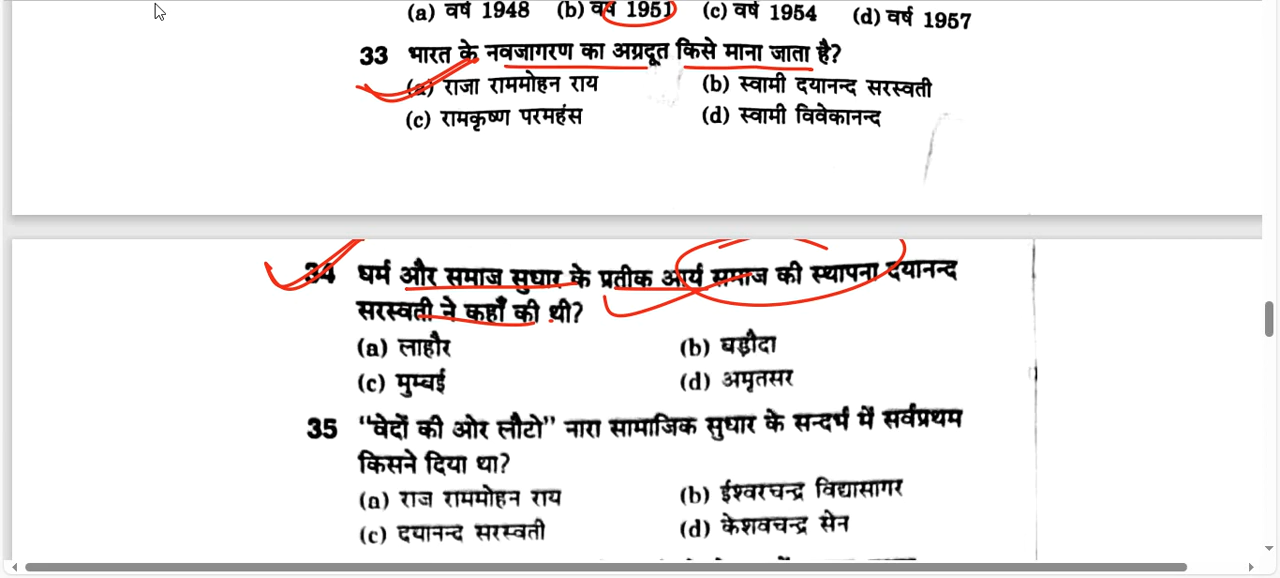 (a) वर्ष 1948 (b) वर्ष 1951 (c) वर्ष 1954 (d) वर्ष 1957
33 भारत के नवजागरण का अग्रदूत किसे माना जाता है?
(a) राजा राममोहन राय (b) स्वामी दयानन्द सरस्वती
(c) रामकृष्ण परमहंस (d) स्वामी विवेकानन्द
34 धर्म और समाज सुधार के प्रतीक आर्य समाज की स्थापना दयानन्द
सरस्वती ने कहाँ की थी?
(a) लाहौर (b) बड़ौदा
(c) मुम्बई (d) अमृतसर
35 “वेदों की ओर लौटो” नारा सामाजिक सुधार के सन्दर्भ में सर्वप्रथम
किसने दिया था?
(a) राज राममोहन राय (b) ईश्वरचन्द्र विद्यासागर
(c) दयानन्द सरस्वती (d) केशवचन्द्र सेन